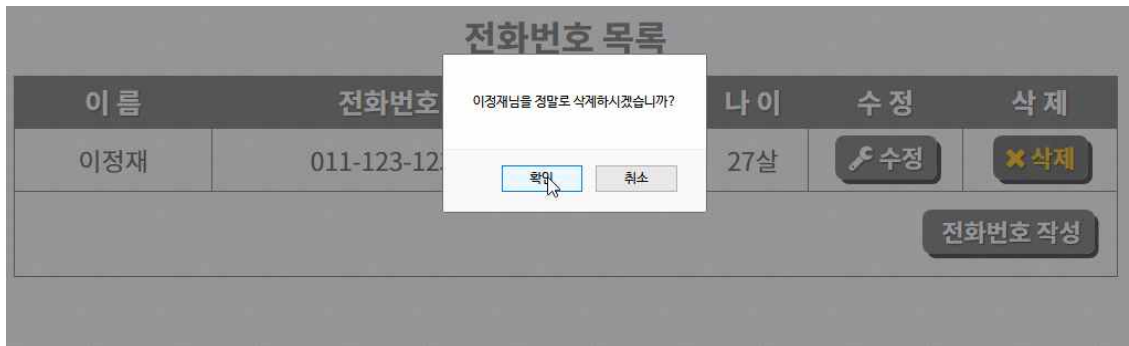 전화번호 목록
이정재님을 정말로 삭제하시겠습니까?
이 름 전화번호 나 이 수 정 삭 제
이정재 011-123-12 27살 수정 삭제
확인 취소
전화번호 작성